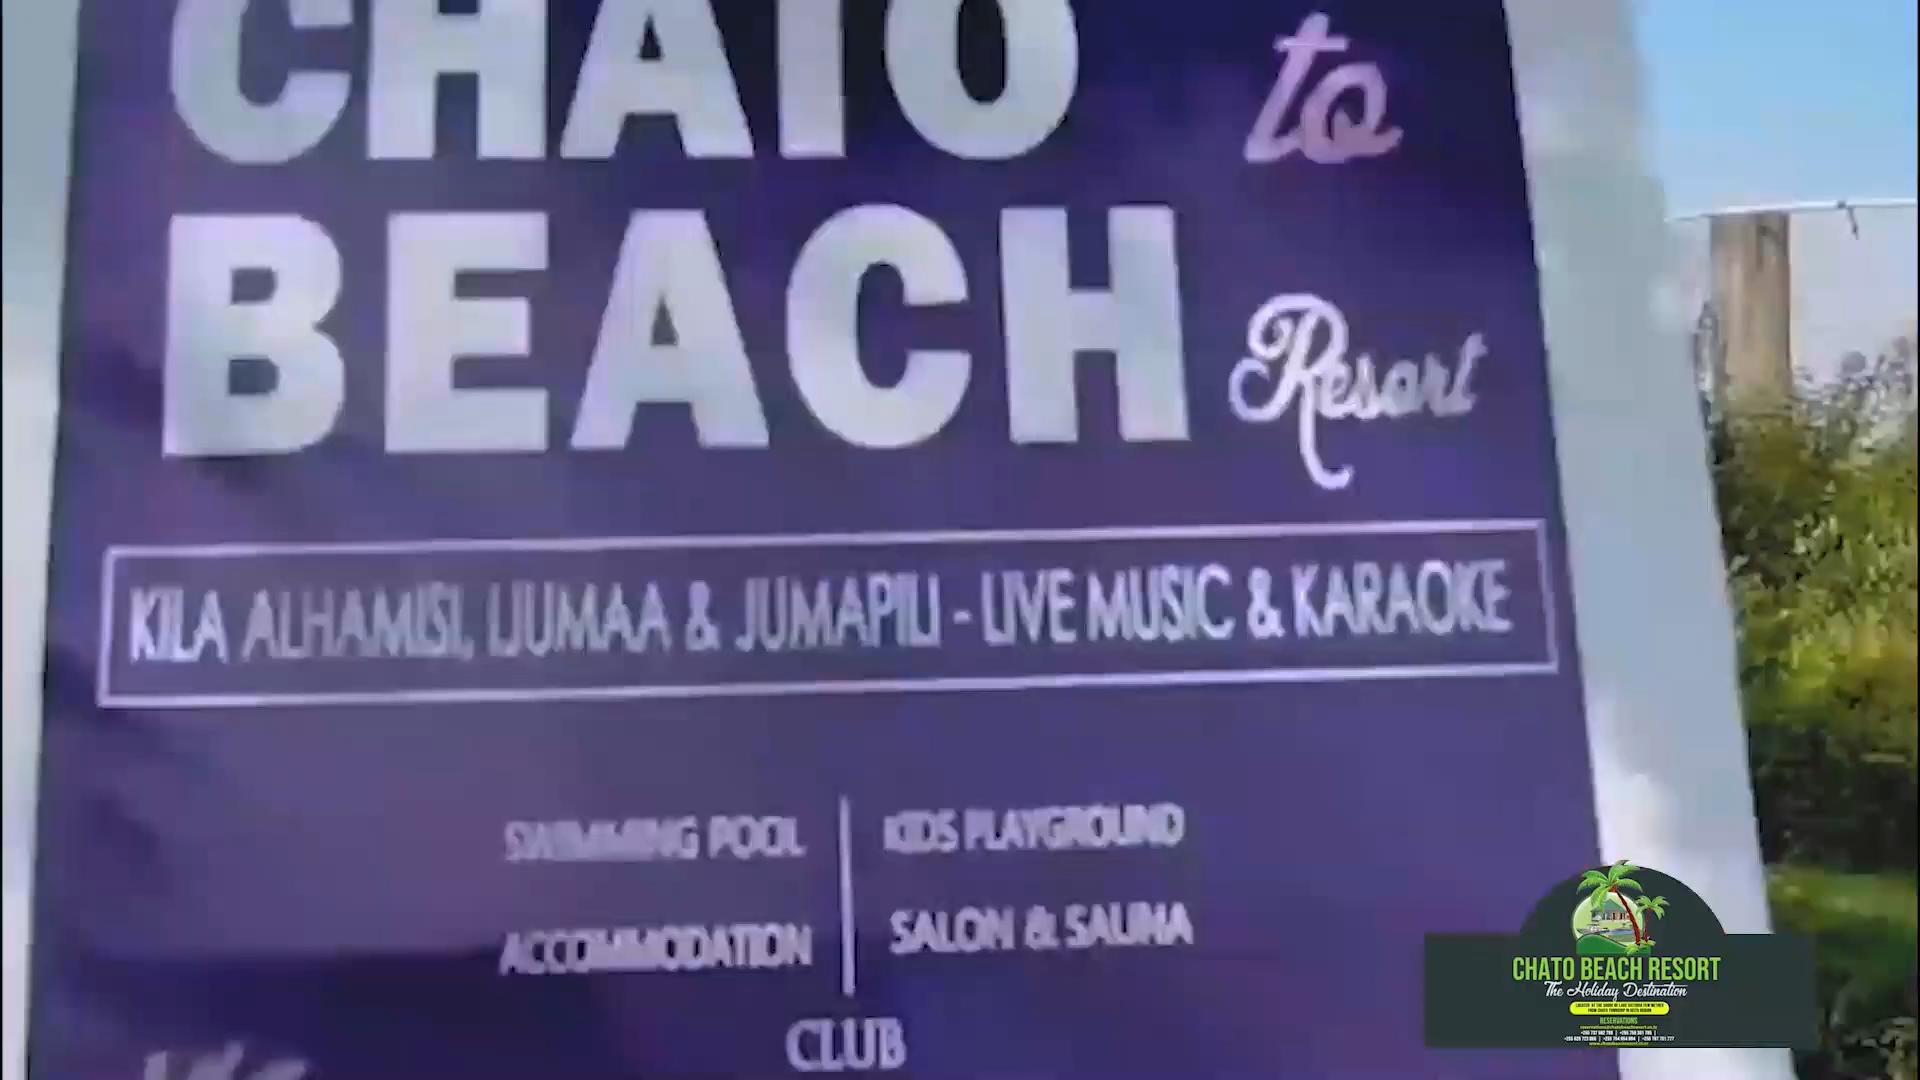 CHATO to
BEACH Resort
KILA ALHAMISI, IJUMAA & JUMAPILI - LIVE MUSIC & KARAOKE
SWIMMING POOL
KIDS PLAYGROUND
ACCOMMODATION
SALON & SAUNA
CLUB
CHATO BEACH RESORT
The Holiday Destination
RESERVATIONS